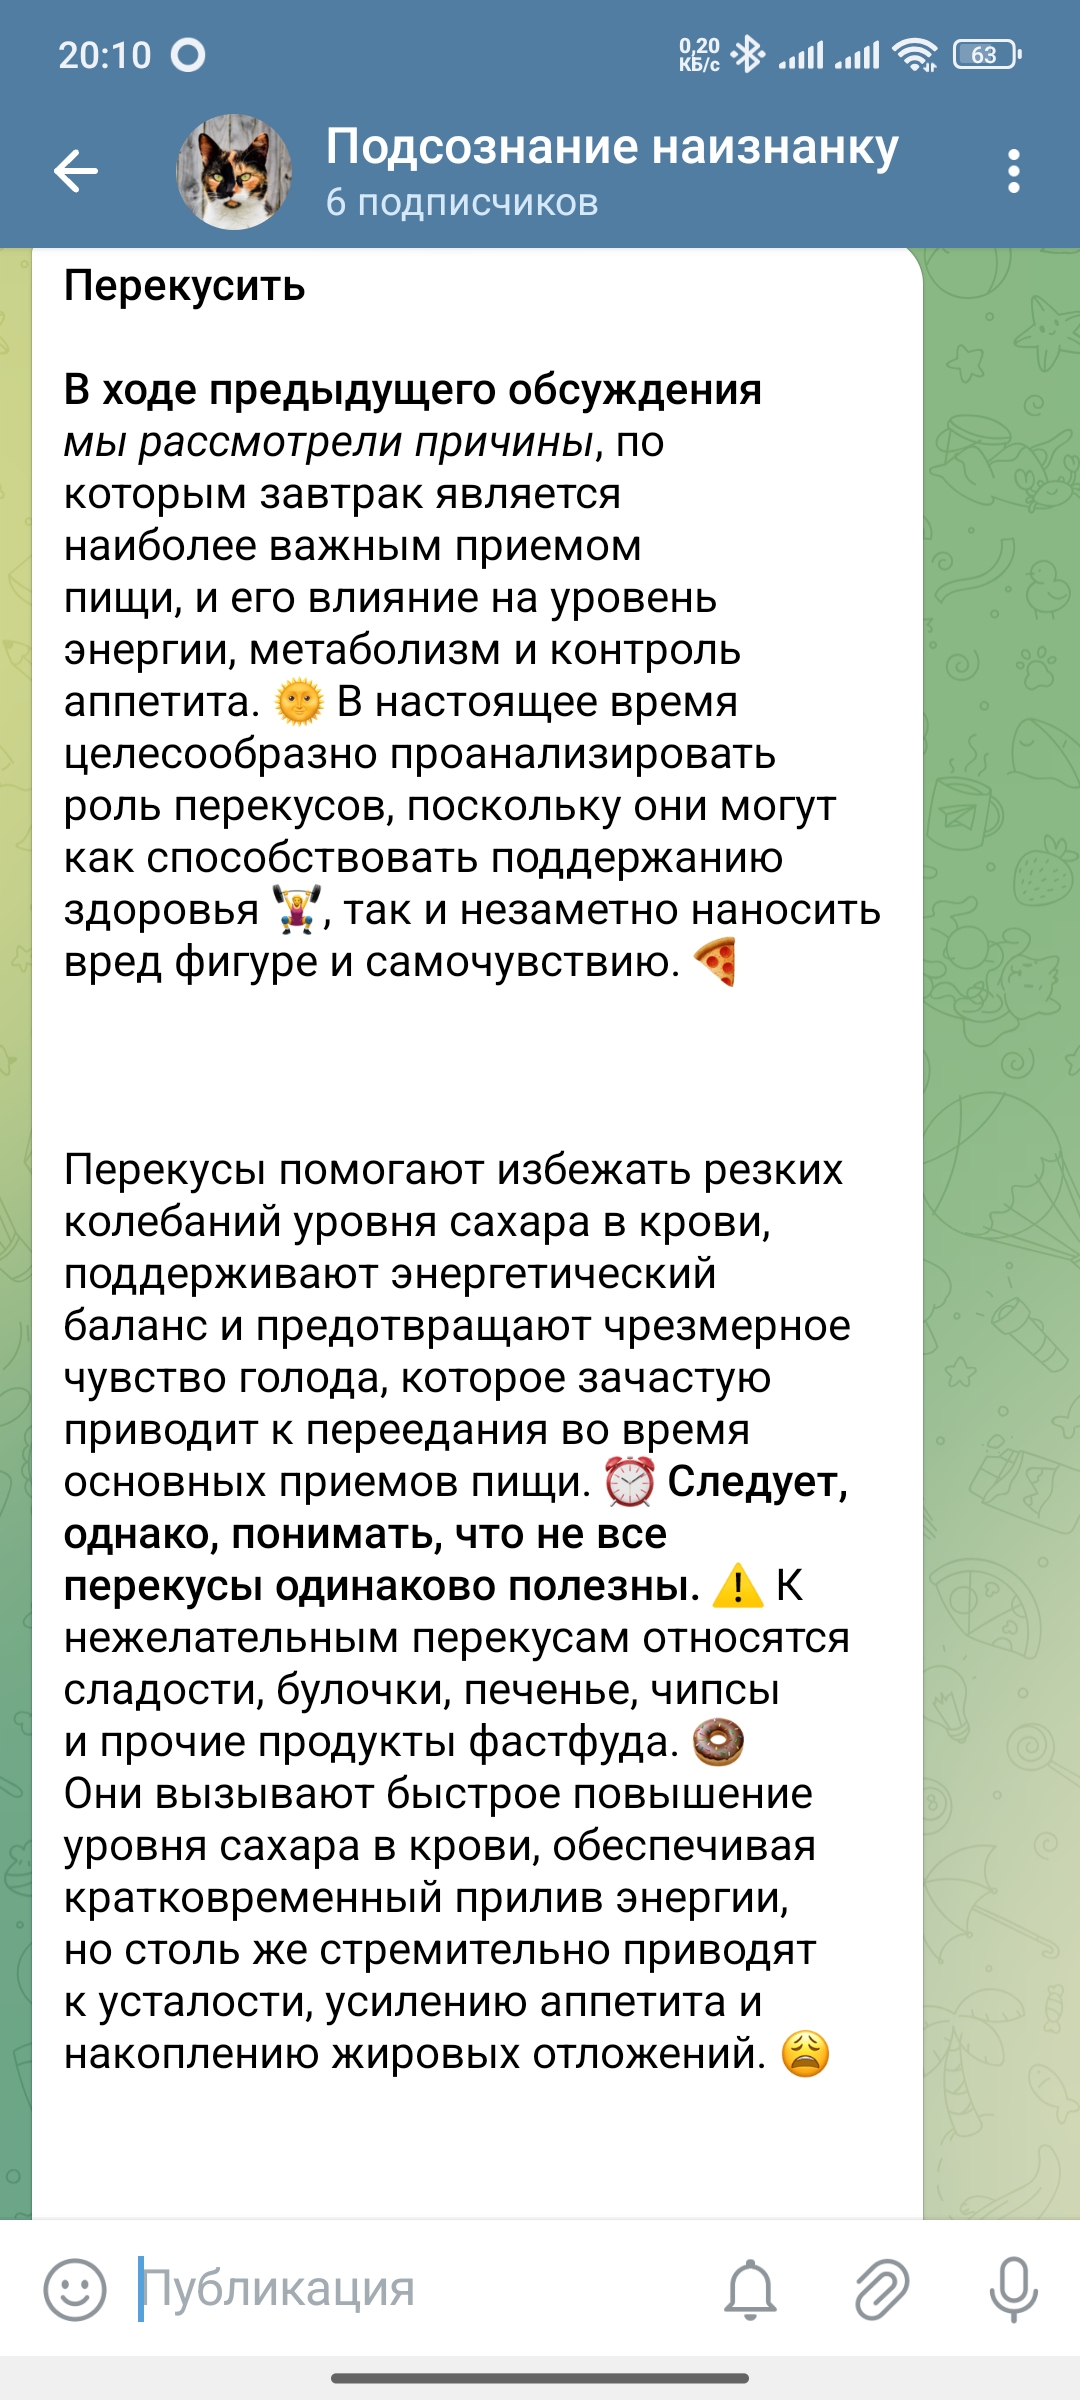 20:10
0,20
КБ/с
63
Подсознание наизнанку
6 подписчиков
Перекусить
В ходе предыдущего обсуждения
мы рассмотрели причины, по
которым завтрак является
наиболее важным приемом
пищи, и его влияние на уровень
энергии, метаболизм и контроль
аппетита. 🌞 В настоящее время
целесообразно проанализировать
роль перекусов, поскольку они могут
как способствовать поддержанию
здоровья 🏋️‍♀️, так и незаметно наносить
вред фигуре и самочувствию. 🍕
Перекусы помогают избежать резких
колебаний уровня сахара в крови,
поддерживают энергетический
баланс и предотвращают чрезмерное
чувство голода, которое зачастую
приводит к переедания во время
основных приемов пищи. ⏰ Следует,
однако, понимать, что не все
перекусы одинаково полезны. ⚠️ К
нежелательным перекусам относятся
сладости, булочки, печенье, чипсы
и прочие продукты фастфуда. 🍩
Они вызывают быстрое повышение
уровня сахара в крови, обеспечивая
кратковременный прилив энергии,
но столь же стремительно приводят
к усталости, усилению аппетита и
накоплению жировых отложений. 😩
Публикация